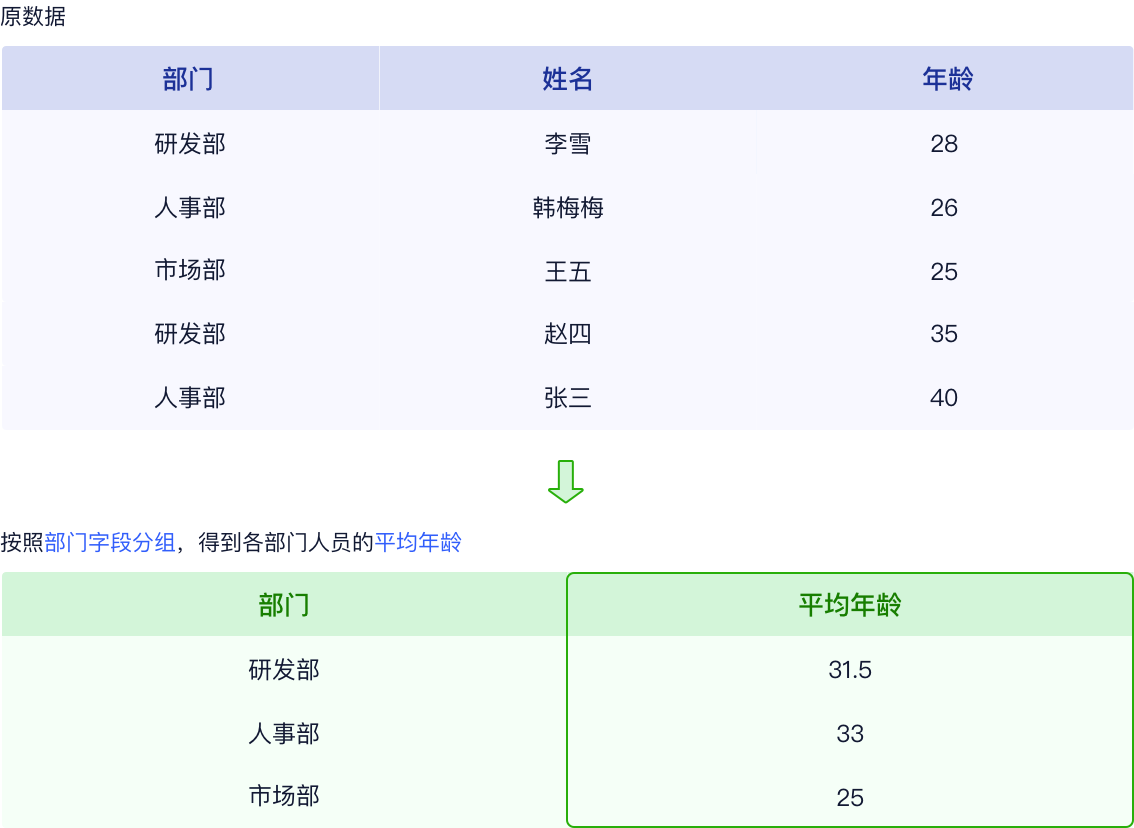 原数据
部门 姓名 年龄
研发部 李雪 28
人事部 韩梅梅 26
市场部 王五 25
研发部 赵四 35
人事部 张三 40
按照部门字段分组，得到各部门人员的平均年龄
部门 平均年龄
研发部 31.5
人事部 33
市场部 25